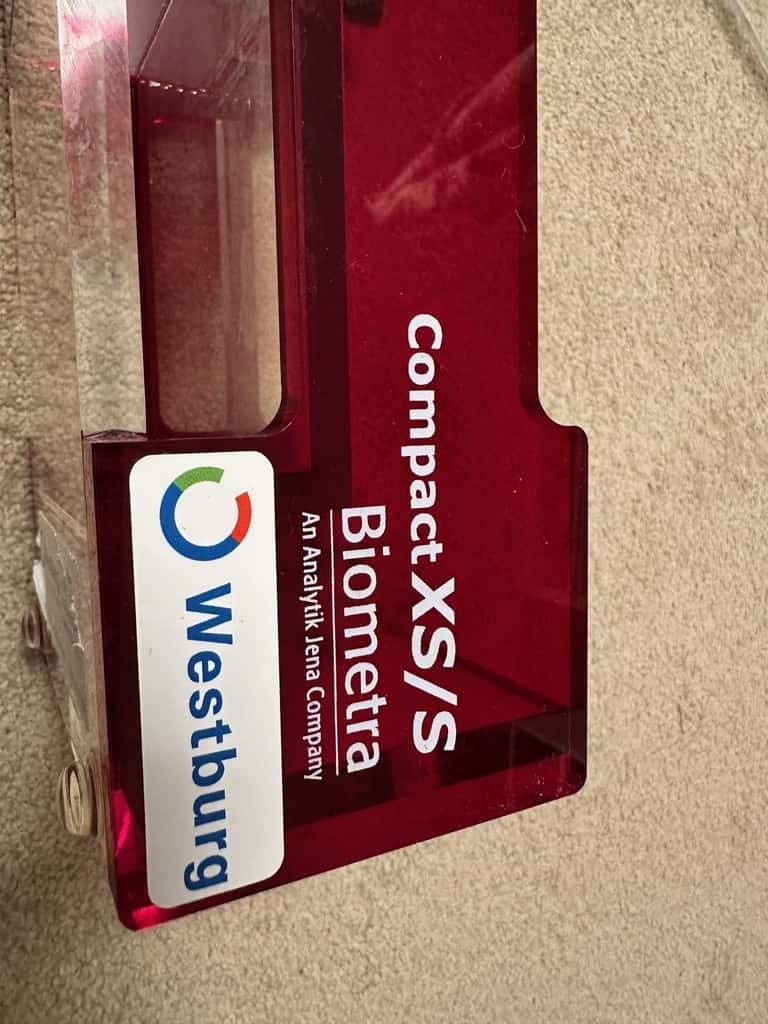 Compact XS/S
Biometra
An Analytik Jena Company
Westburg